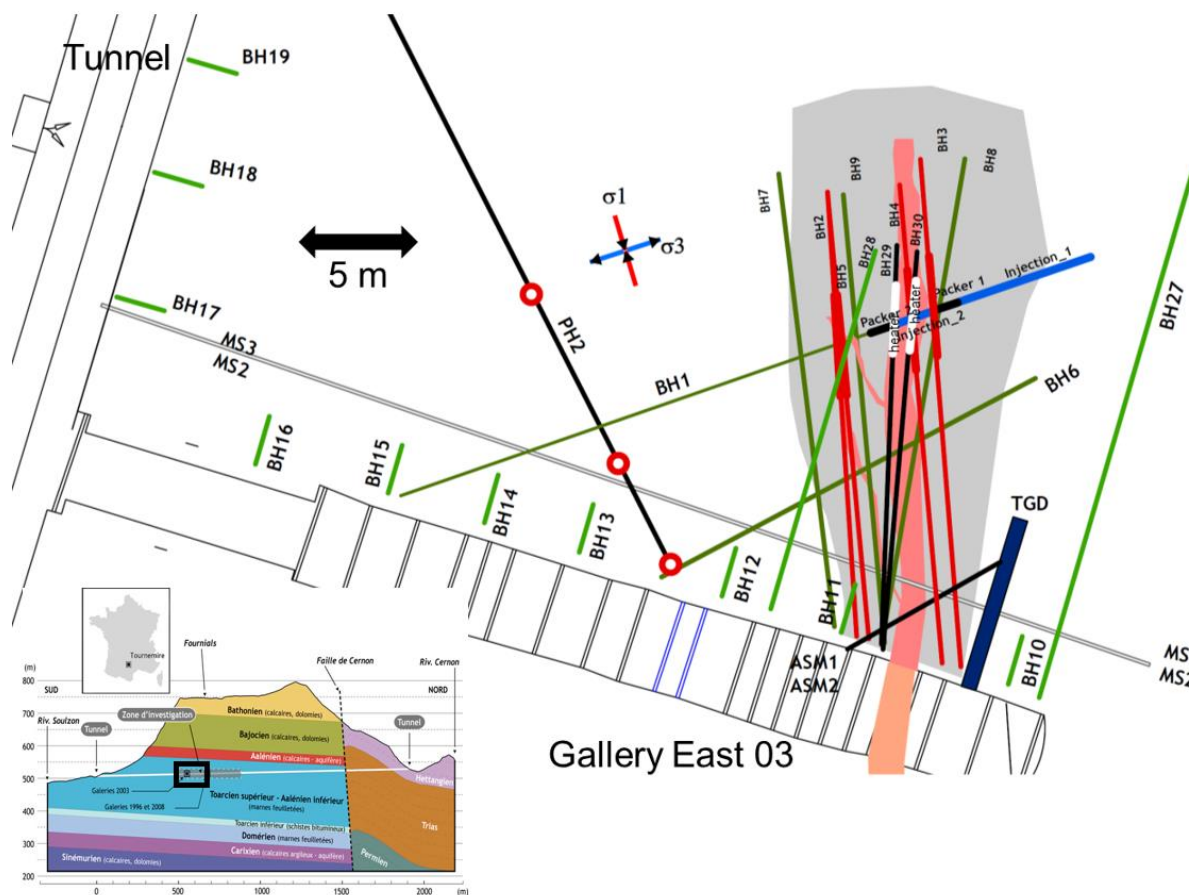 Tunnel
BH19
BH18
BH17
MS3
MS2
5 m
σ1
σ3
PH2
BH1
BH7
BH2
BH5
BH9
BH28
BH29
BH4
BH30
BH3
BH8
heater
heater
Packer 2
Packer 1
Injection_1
Injection_2
BH27
BH6
TGD
BH16
BH15
BH14
BH13
BH12
BH11
BH10
ASM1
ASM2
MS
MS2
Gallery East 03
Tournemire
(m)
800
700
600
500
400
300
200
SUD
NORD
Fournials
Faille de Cernon
Riv. Cernon
Riv. Soulzon
Tunnel
Zone d'investigation
Tunnel
Bathonien (calcaires, dolomies)
Bajocien (calcaires, dolomies)
Aalénien (calcaires - aquifère)
Hettangien
Galeries 2003
Galeries 1996 et 2008
Toarcien supérieur - Aalénien inférieur
(marnes feuilletées)
Toarcien inférieur (schistes bitumineux)
Domérien (marnes feuilletées)
Carixien (calcaires argileux - aquifère)
Sinémurien (calcaires, dolomies)
Trias
Permien
0 500 1000 1500 2000 (m)